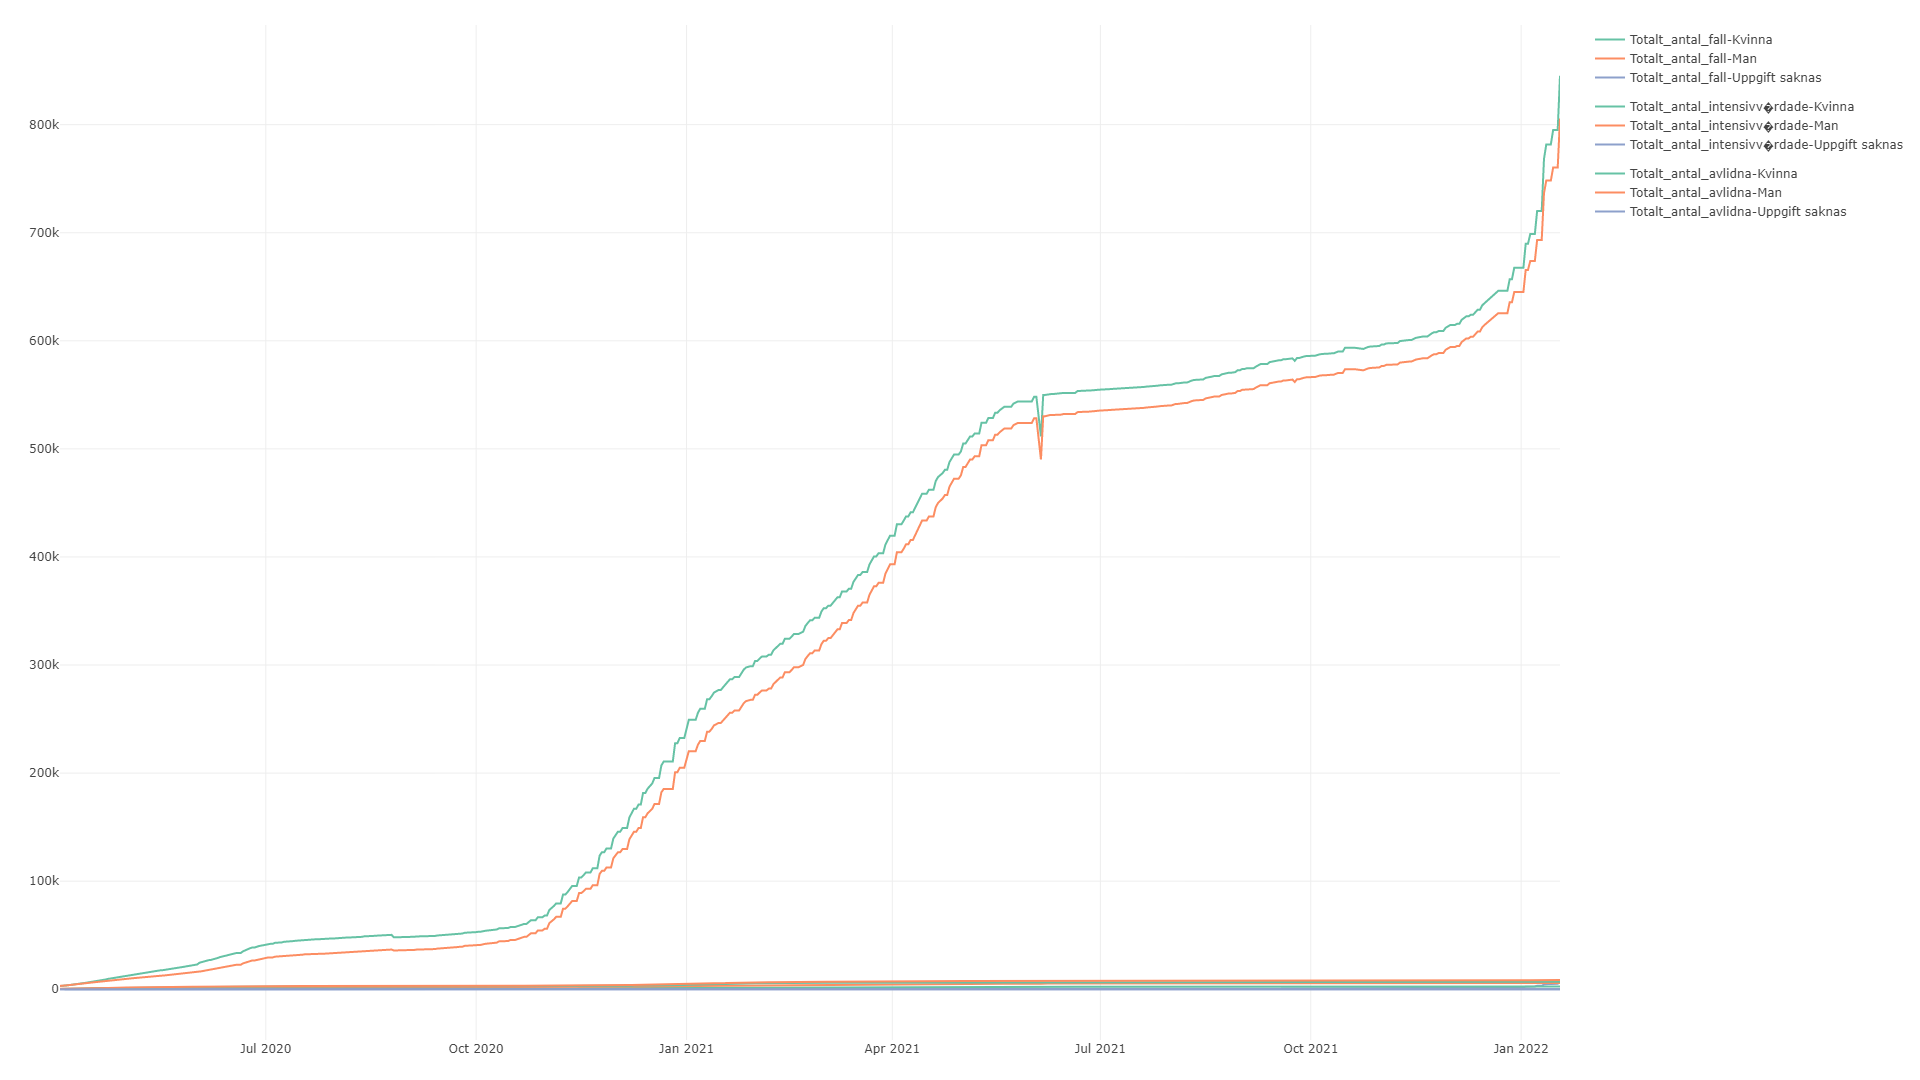 Totalt_antal_fall-Kvinna
Totalt_antal_fall-Man
Totalt_antal_fall-Uppgift saknas
Totalt_antal_intensivv�rdade-Kvinna
Totalt_antal_intensivv�rdade-Man
Totalt_antal_intensivv�rdade-Uppgift saknas
Totalt_antal_avlidna-Kvinna
Totalt_antal_avlidna-Man
Totalt_antal_avlidna-Uppgift saknas
800k
700k
600k
500k
400k
300k
200k
100k
0
Jul 2020
Oct 2020
Jan 2021
Apr 2021
Jul 2021
Oct 2021
Jan 2022